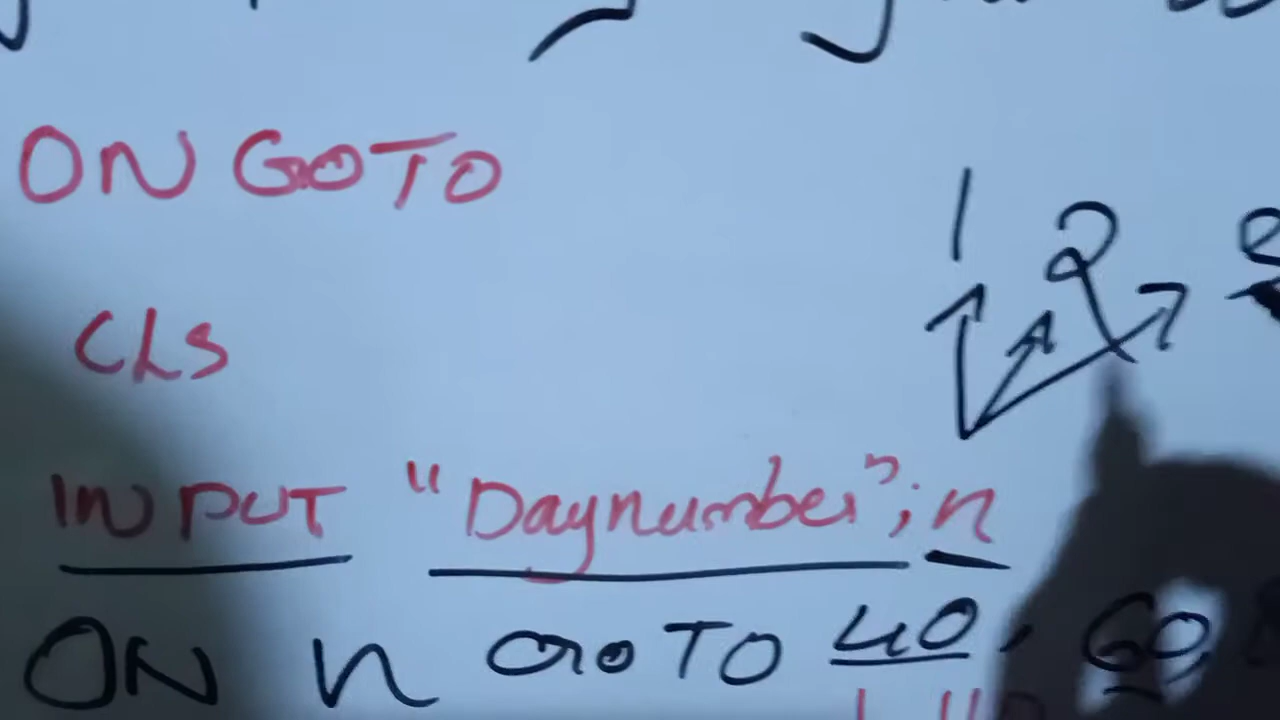 ON GOTO
1 2
CLS
INPUT "Daynumber"; n
ON n GOTO 40, 60,